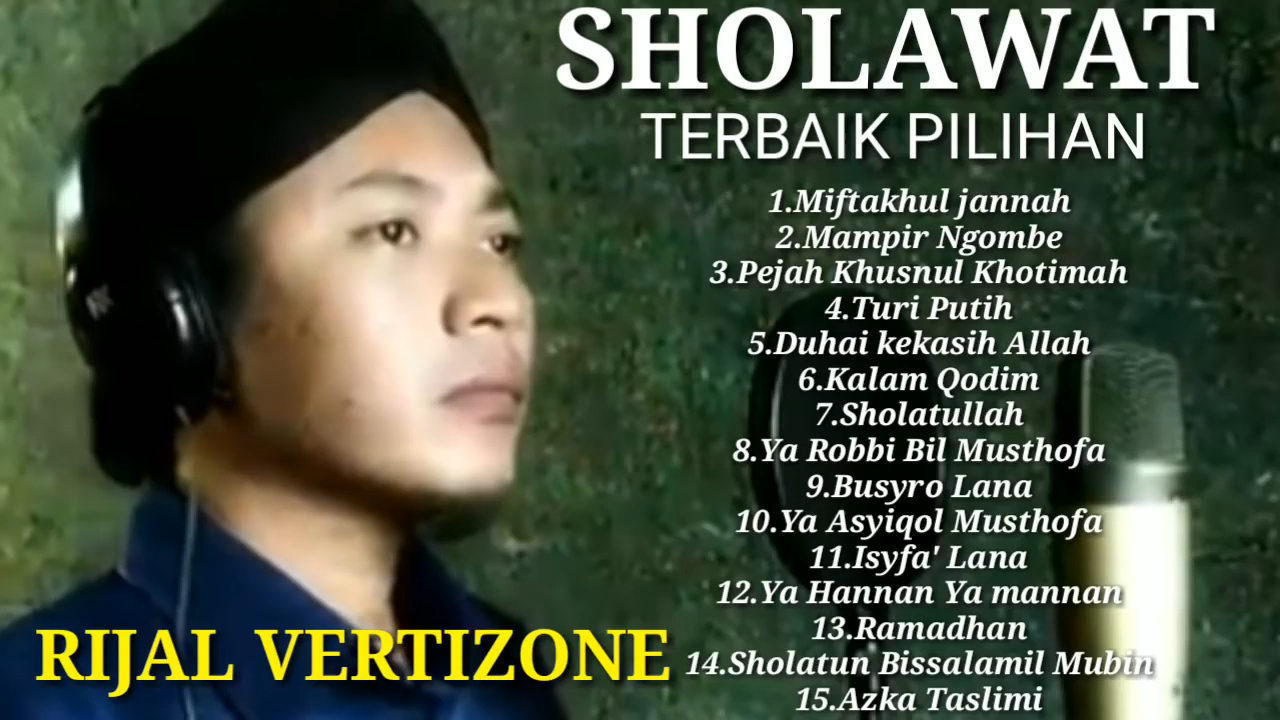 SHOLAWAT
TERBAIK PILIHAN
1.Miftakhul jannah
2.Mampir Ngombe
3.Pejah Khusnul Khotimah
4.Turi Putih
5.Duhai kekasih Allah
6.Kalam Qodim
7.Sholatullah
8.Ya Robbi Bil Musthofa
9.Busyro Lana
10.Ya Asyiqol Musthofa
11.Isyfa' Lana
12.Ya Hannan Ya mannan
13.Ramadhan
14.Sholatun Bissalamil Mubin
15.Azka Taslimi
RIJAL VERTIZONE